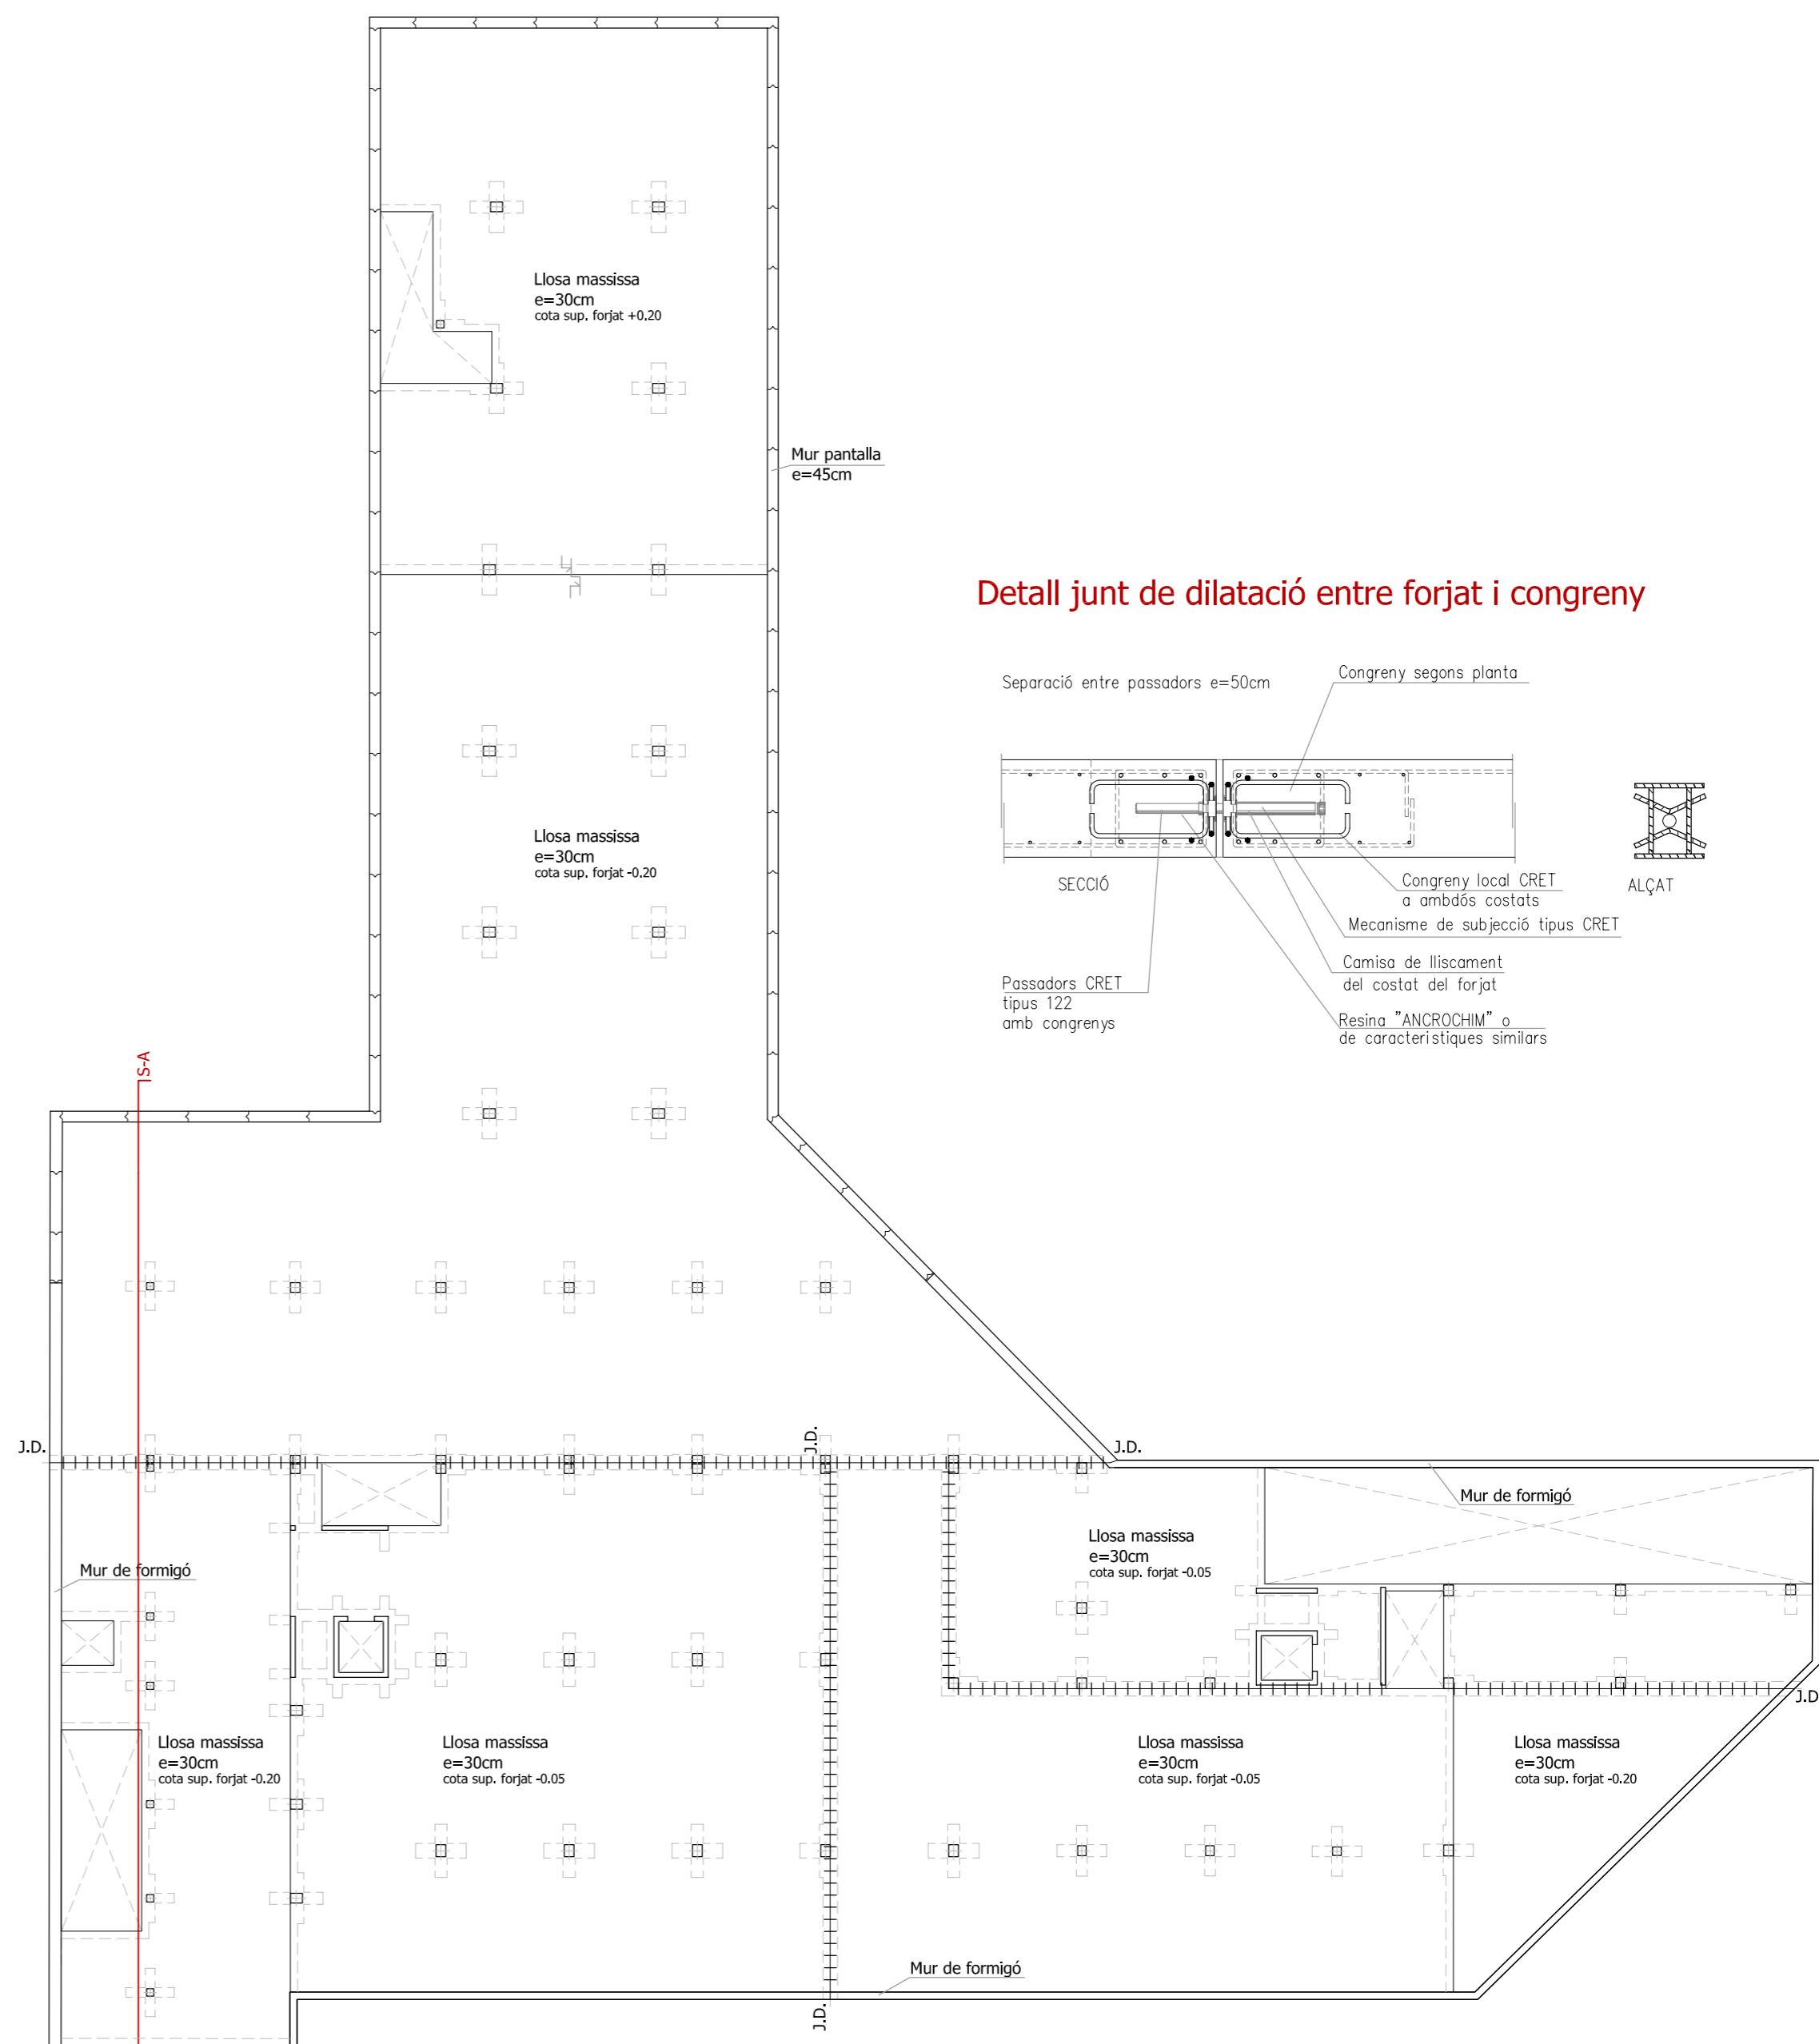 Llosa massissa
e=30cm
cota sup. forjat +0.20
Mur pantalla
e=45cm
Detall junt de dilatació entre forjat i congreny
Separació entre passadors e=50cm
Congreny segons planta
SECCIÓ
ALÇAT
Congreny local CRET
a ambdós costats
Mecanisme de subjecció tipus CRET
Camisa de lliscament
del costat del forjat
Passadors CRET
tipus 122
amb congrenys
Resina "ANCROCHIM" o
de característiques similars
Llosa massissa
e=30cm
cota sup. forjat -0.20
S-A
J.D.
J.D.
J.D.
Mur de formigó
Llosa massissa
e=30cm
cota sup. forjat -0.05
Mur de formigó
J.D
Llosa massissa
e=30cm
cota sup. forjat -0.20
Llosa massissa
e=30cm
cota sup. forjat -0.05
Llosa massissa
e=30cm
cota sup. forjat -0.05
Llosa massissa
e=30cm
cota sup. forjat -0.20
Mur de formigó
J.D.